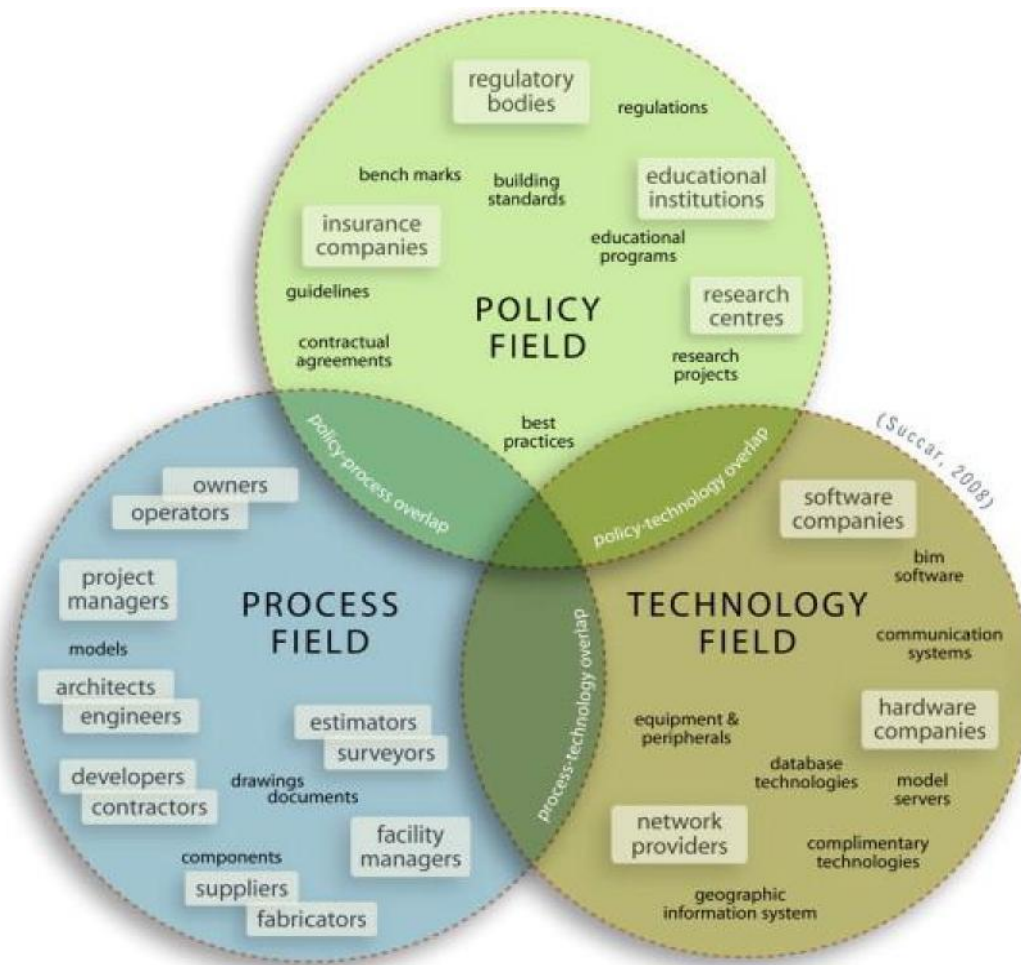 regulatory
bodies
regulations
bench marks
building
standards
educational
institutions
insurance
companies
educational
programs
guidelines
POLICY
FIELD
research
centres
contractual
agreements
research
projects
best
practices
policy-process overlap
policy-technology overlap
(Succar, 2008)
owners
operators
project
managers
PROCESS
FIELD
models
architects
engineers
estimators
surveyors
developers
contractors
drawings
documents
facility
managers
components
suppliers
fabricators
process-technology overlap
software
companies
bim
software
TECHNOLOGY
FIELD
communication
systems
equipment &
peripherals
hardware
companies
database
technologies
model
servers
network
providers
complimentary
technologies
geographic
information system